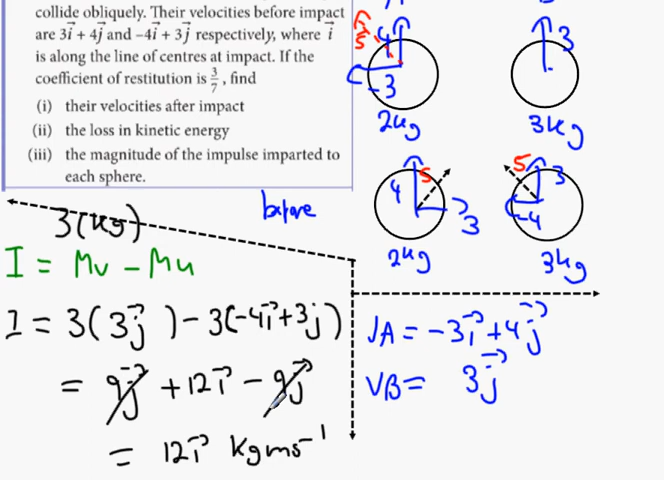 collide obliquely. Their velocities before impact
are 3i⃗ + 4j⃗ and –4i⃗ + 3j⃗ respectively, where i⃗
is along the line of centres at impact. If the
coefficient of restitution is 3/7, find
(i) their velocities after impact
(ii) the loss in kinetic energy
(iii) the magnitude of the impulse imparted to
each sphere.
5 4
-3
2kg
3
3kg
before
4 5 3
2kg
5 3 -4
3kg
3(kg)
I = Mv - Mu
I = 3(3j⃗) - 3(-4i⃗+3j)
= 9j⃗ + 12i⃗ - 9j⃗
= 12i⃗ kgms⁻¹
VA = -3i⃗+4j⃗
VB = 3j⃗